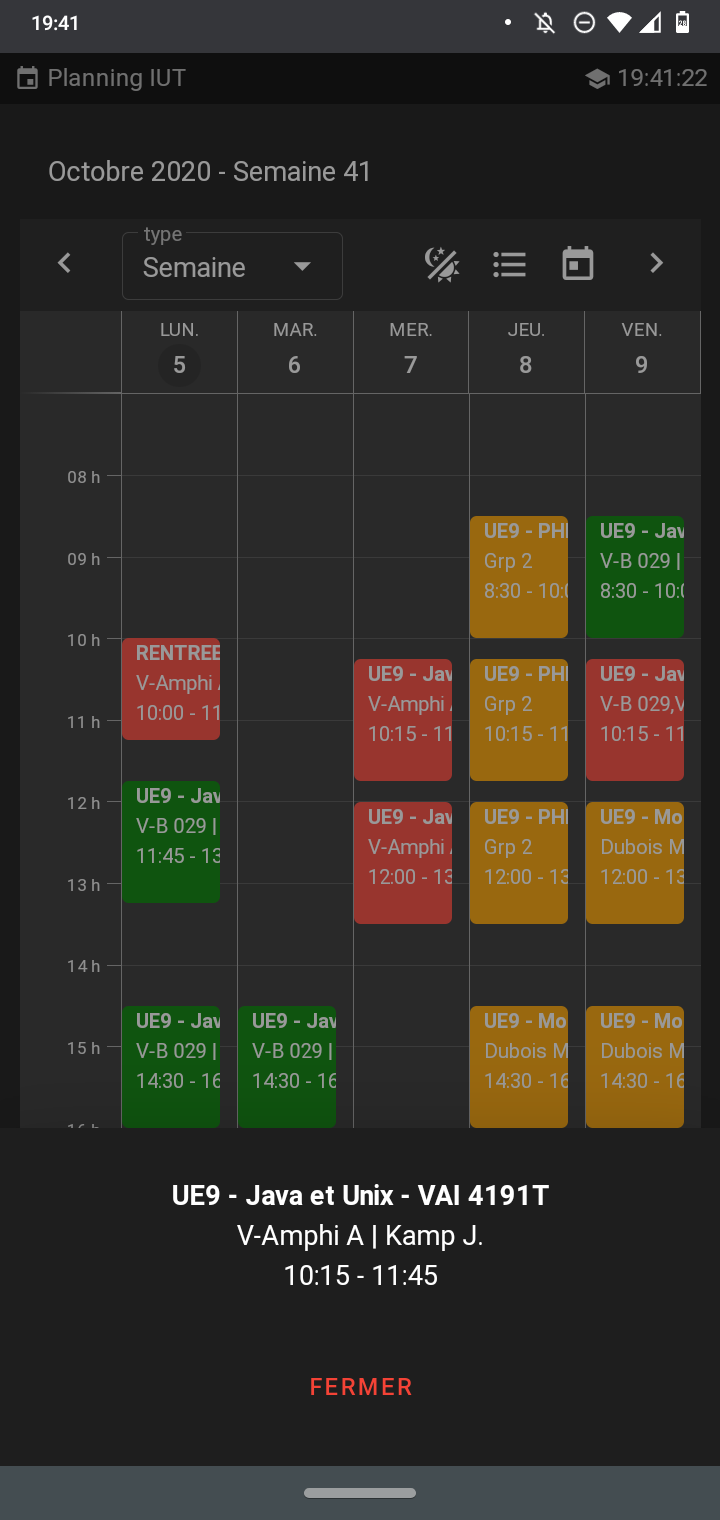 19:41
Planning IUT
19:41:22
Octobre 2020 - Semaine 41
type
Semaine
LUN.
MAR.
MER.
JEU.
VEN.
5
6
7
8
9
08 h
09 h
10 h
11 h
12 h
13 h
14 h
15 h
16 h
RENTREE
V-Amphi
10:00 - 11
UE9 - Jav
V-B 029 |
11:45 - 13
UE9 - Jav
V-B 029 |
14:30 - 16
UE9 - Jav
V-B 029 |
14:30 - 16
UE9 - Jav
V-Amphi
10:15 - 11
UE9 - Jav
V-Amphi
12:00 - 13
UE9 - PH
Grp 2
8:30 - 10:0
UE9 - PH
Grp 2
10:15 - 11
UE9 - PH
Grp 2
12:00 - 13
UE9 - Mo
Dubois M
14:30 - 16
UE9 - Jav
V-B 029 |
8:30 - 10:0
UE9 - Jav
V-B 029,V
10:15 - 11
UE9 - Mo
Dubois M
12:00 - 13
UE9 - Mo
Dubois M
14:30 - 16
UE9 - Java et Unix - VAI 4191T
V-Amphi A | Kamp J.
10:15 - 11:45
FERMER